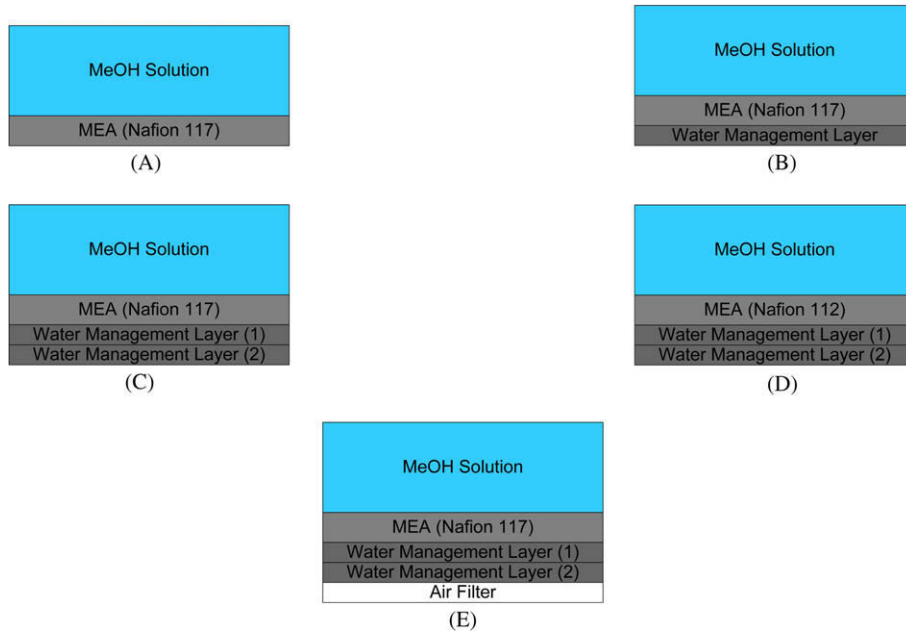 MeOH Solution
MEA (Nafion 117)
(A)
MeOH Solution
MEA (Nafion 117)
Water Management Layer
(B)
MeOH Solution
MEA (Nafion 117)
Water Management Layer (1)
Water Management Layer (2)
(C)
MeOH Solution
MEA (Nafion 112)
Water Management Layer (1)
Water Management Layer (2)
(D)
MeOH Solution
MEA (Nafion 117)
Water Management Layer (1)
Water Management Layer (2)
Air Filter
(E)